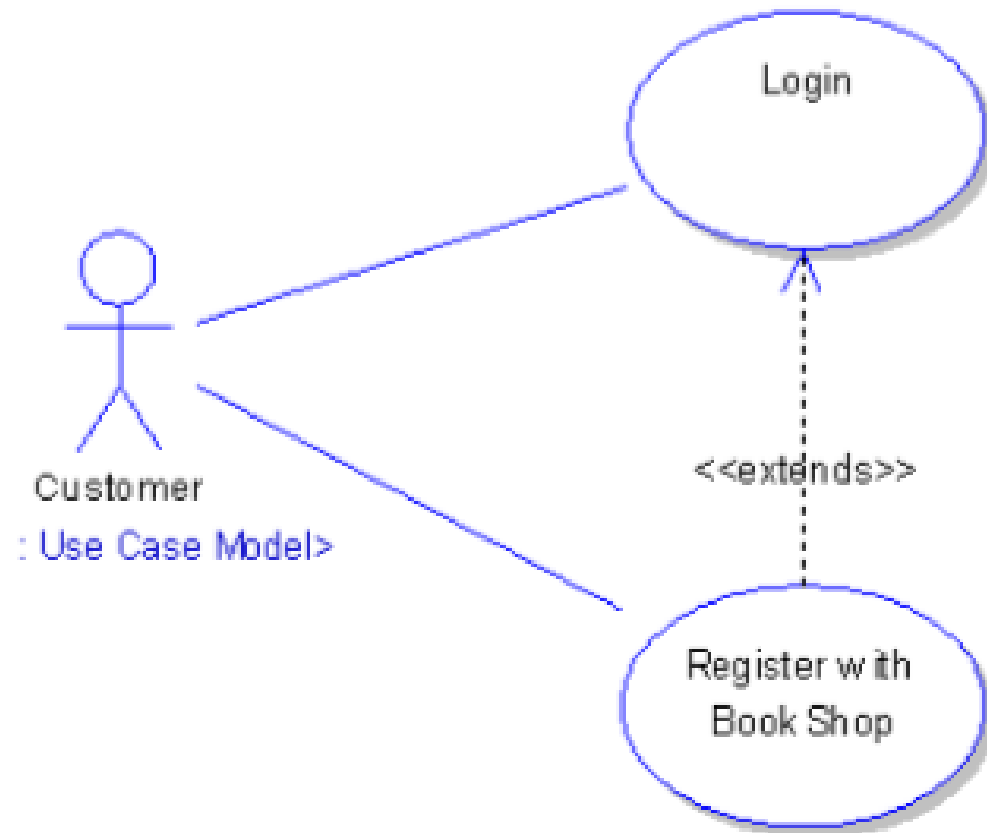 Login
Customer
: Use Case Model>
<<extends>>
Register with
Book Shop